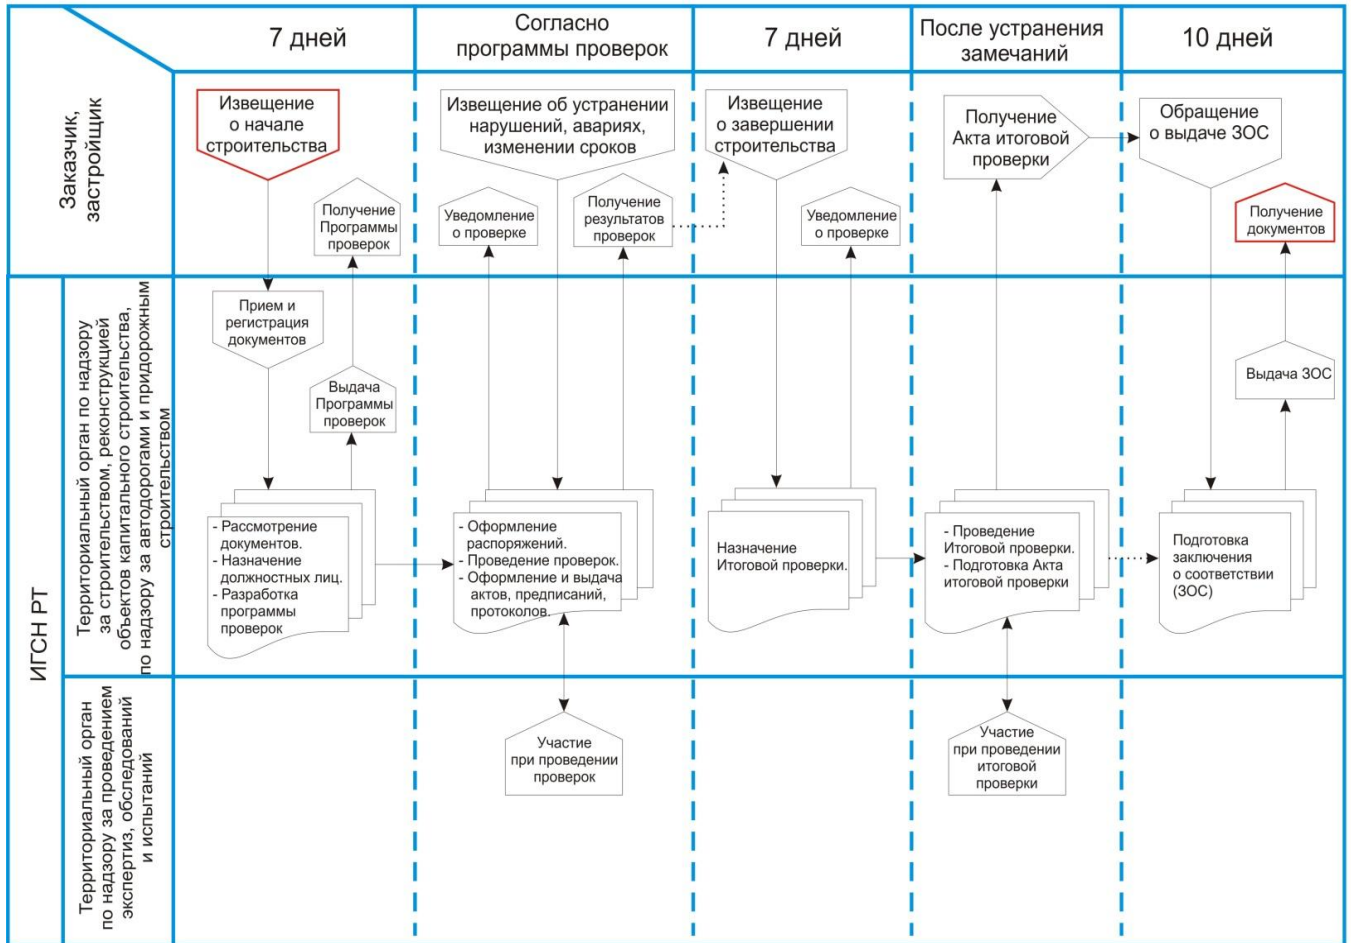 7 дней
Согласно
программы проверок
7 дней
После устранения
замечаний
10 дней
Заказчик,
застройщик
Извещение
о начале
строительства
Получение
Программы
проверок
Извещение об устранении
нарушений, авариях,
изменении сроков
Уведомление
о проверке
Получение
результатов
проверок
Извещение
о завершении
строительства
Уведомление
о проверке
Получение
Акта итоговой
проверки
Обращение
о выдаче ЗОС
Получение
документов
ИГСН РТ
Территориальный орган по надзору
за строительством, реконструкцией
объектов капитального строительства,
по надзору за автодорогами и придорожным
строительством
Прием и
регистрация
документов
Выдача
Программы
проверок
- Рассмотрение
документов.
- Назначение
должностных лиц.
- Разработка
программы
проверок
- Оформление
распоряжений.
- Проведение проверок.
- Оформление и выдача
актов, предписаний,
протоколов.
Назначение
Итоговой проверки.
- Проведение
Итоговой проверки.
- Подготовка Акта
итоговой проверки
Выдача ЗОС
Подготовка
заключения
о соответствии
(ЗОС)
Территориальный орган
по надзору за проведением
экспертиз, обследований
и испытаний
Участие
при проведении
проверок
Участие
при проведении
итоговой
проверки